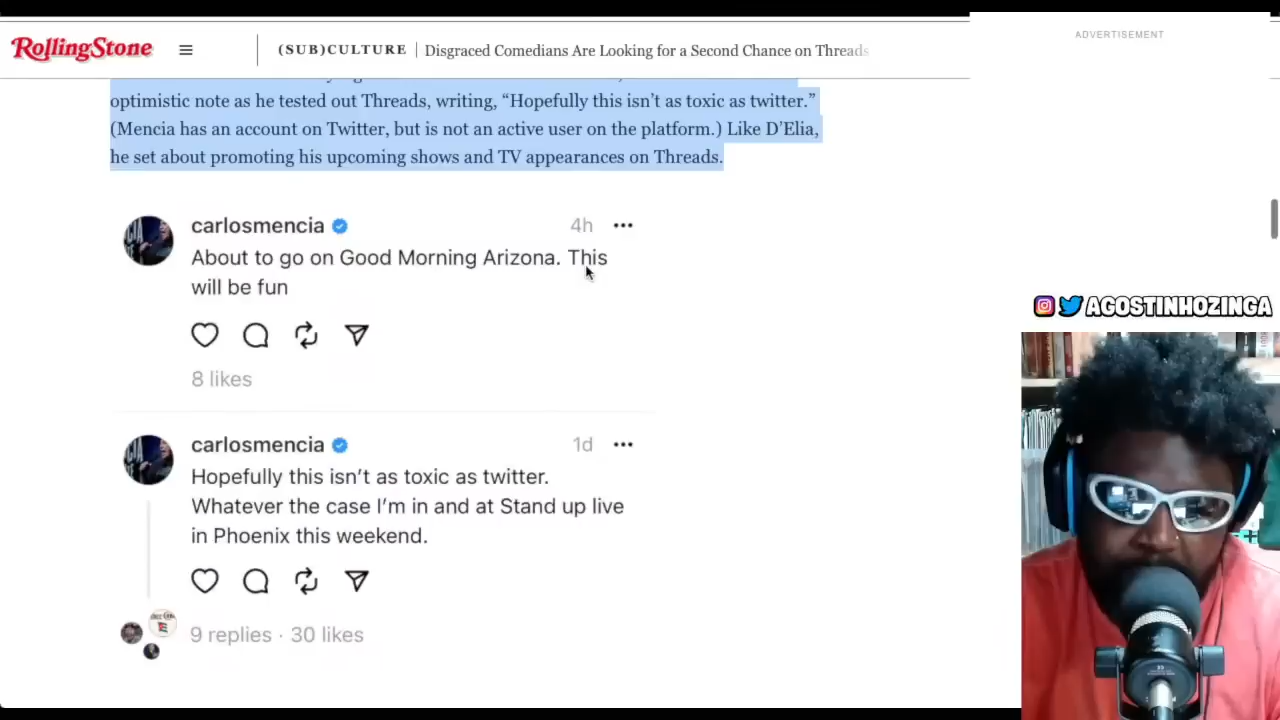 RollingStone
(SUB)CULTURE
Disgraced Comedians Are Looking for a Second Chance on Threads
ADVERTISEMENT
optimistic note as he tested out Threads, writing, “Hopefully this isn’t as toxic as twitter.”
(Mencia has an account on Twitter, but is not an active user on the platform.) Like D’Elia,
he set about promoting his upcoming shows and TV appearances on Threads.
carlosmencia 4h
About to go on Good Morning Arizona. This
will be fun
8 likes
carlosmencia 1d
Hopefully this isn’t as toxic as twitter.
Whatever the case I’m in and at Stand up live
in Phoenix this weekend.
9 replies · 30 likes
AGOSTINHOZINGA